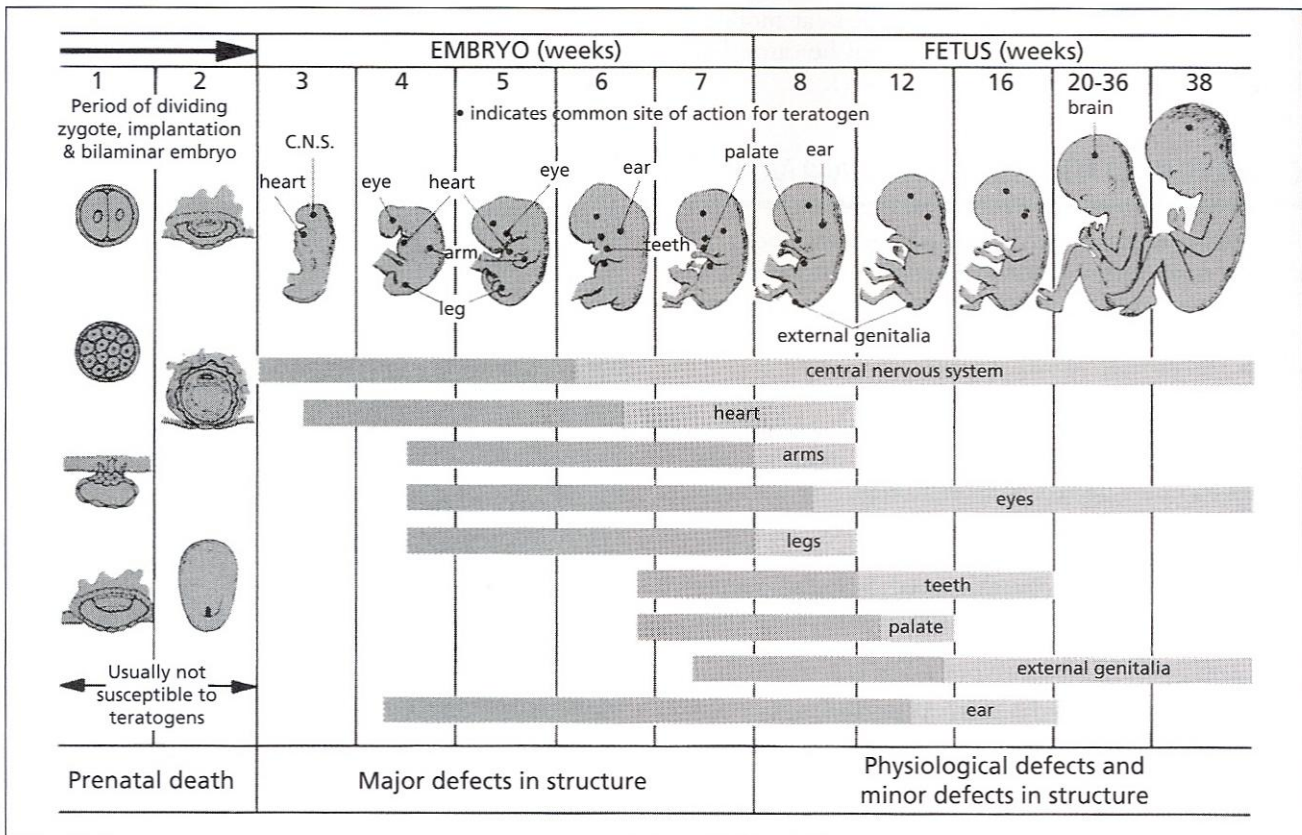 EMBRYO (weeks)
FETUS (weeks)
1 2 3 4 5 6 7 8 12 16 20-36 38
Period of dividing
zygote, implantation
& bilaminar embryo
• indicates common site of action for teratogen
C.N.S.
heart
eye
heart
eye
ear
palate
ear
brain
arm
teeth
leg
external genitalia
central nervous system
heart
arms
eyes
legs
teeth
palate
external genitalia
ear
Usually not
susceptible to
teratogens
Prenatal death
Major defects in structure
Physiological defects and
minor defects in structure